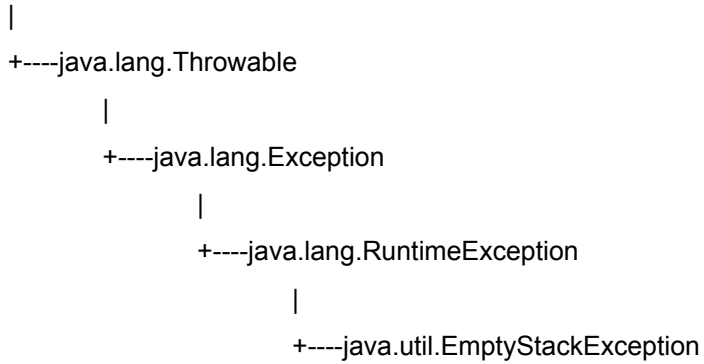 |
+----java.lang.Throwable
|
+----java.lang.Exception
|
+----java.lang.RuntimeException
|
+----java.util.EmptyStackException